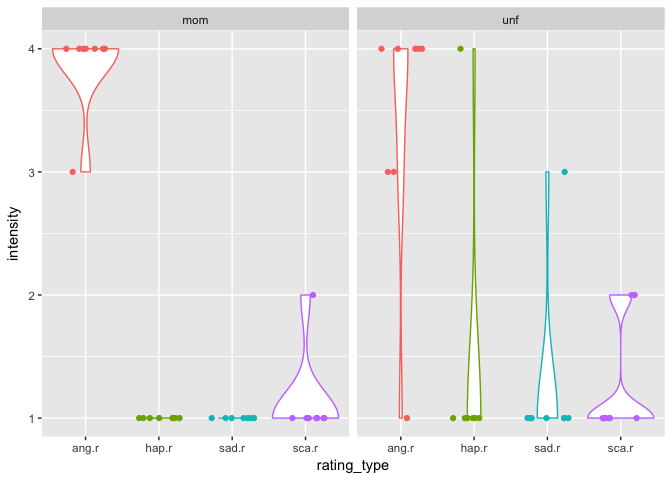 mom unf
4
3
2
1
intensity
ang.r hap.r sad.r sca.r ang.r hap.r sad.r sca.r
rating_type